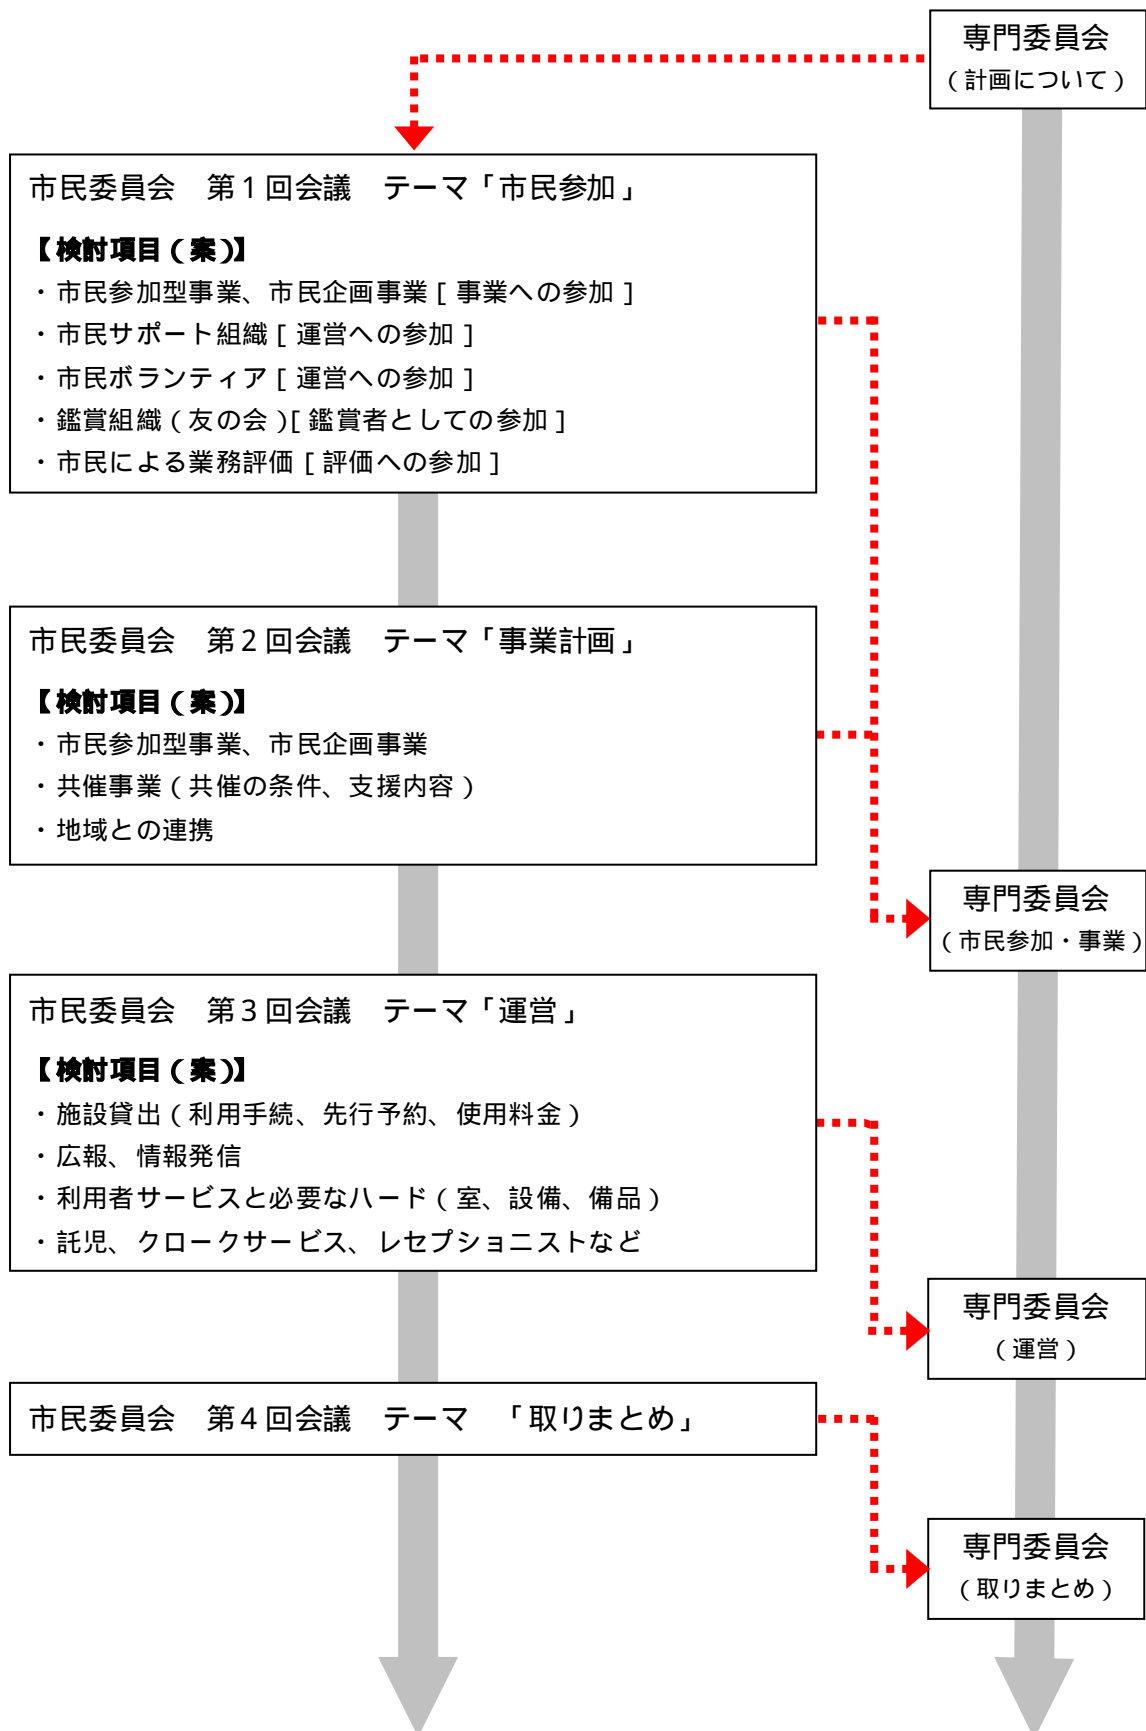 専門委員会
（計画について）
市民委員会　第１回会議　テーマ「市民参加」
【検討項目（案）】
・市民参加型事業、市民企画事業［事業への参加］
・市民サポート組織［運営への参加］
・市民ボランティア［運営への参加］
・鑑賞組織（友の会）［鑑賞者としての参加］
・市民による業務評価［評価への参加］
市民委員会　第２回会議　テーマ「事業計画」
【検討項目（案）】
・市民参加型事業、市民企画事業
・共催事業（共催の条件、支援内容）
・地域との連携
専門委員会
（市民参加・事業）
市民委員会　第３回会議　テーマ「運営」
【検討項目（案）】
・施設貸出（利用手続、先行予約、使用料金）
・広報、情報発信
・利用者サービスと必要なハード（室、設備、備品）
・託児、クロークサービス、レセプショニストなど
専門委員会
（運営）
市民委員会　第４回会議　テーマ　「取りまとめ」
専門委員会
（取りまとめ）